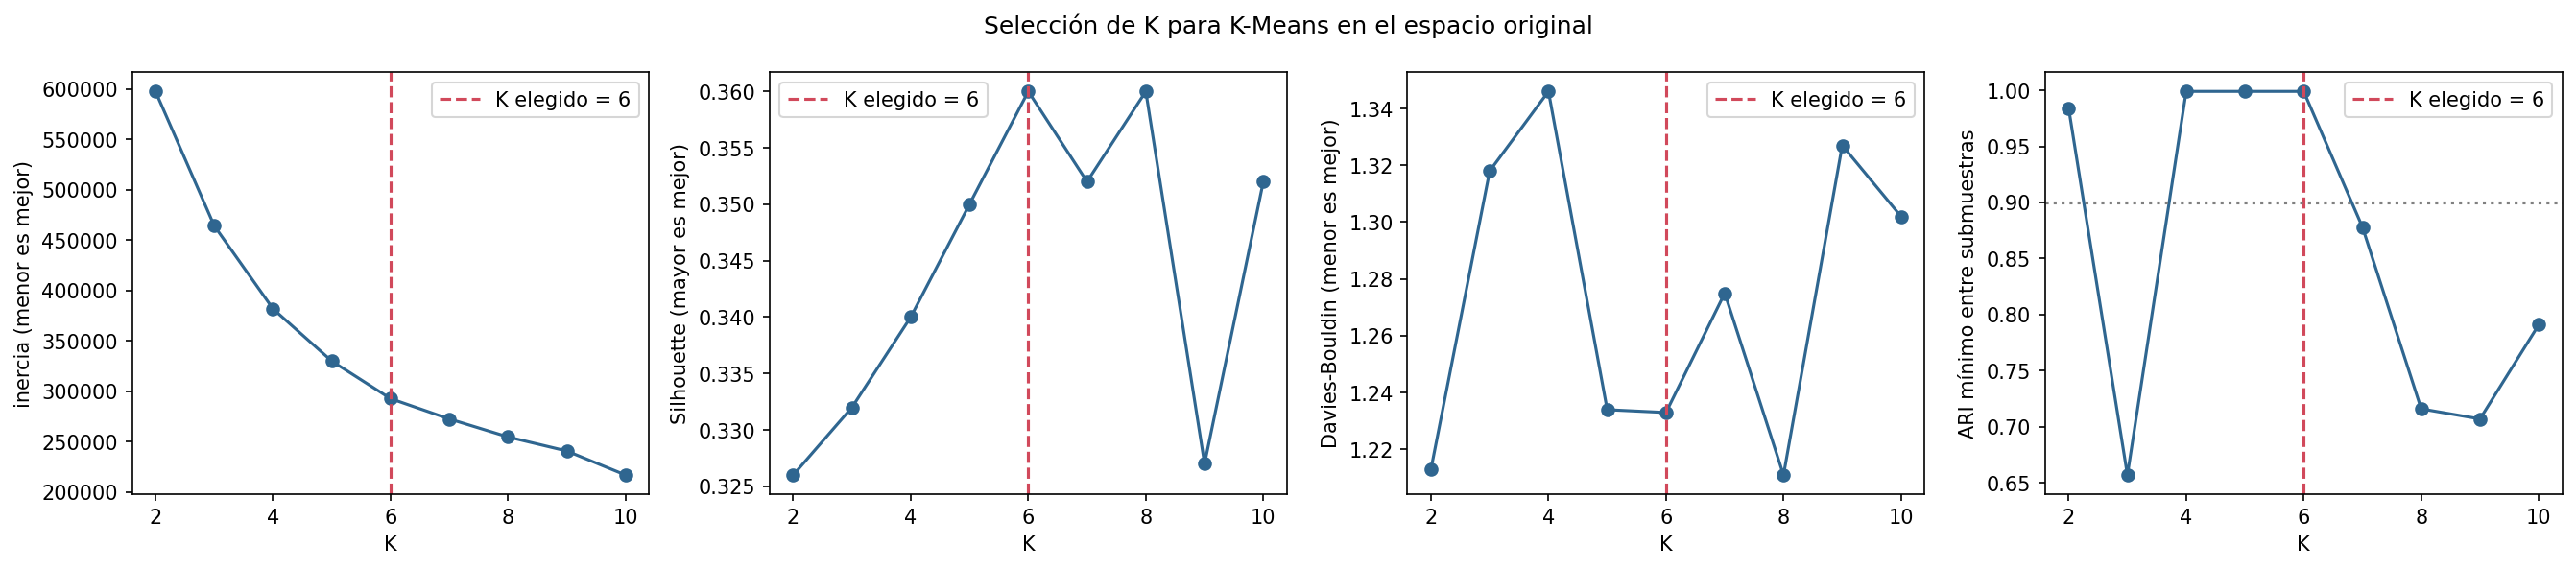 Selección de K para K-Means en el espacio original
inercia (menor es mejor)
600000
550000
500000
450000
400000
350000
300000
250000
200000
K elegido = 6
2 4 6 8 10
K
Silhouette (mayor es mejor)
0.360
0.355
0.350
0.345
0.340
0.335
0.330
0.325
K elegido = 6
2 4 6 8 10
K
Davies-Bouldin (menor es mejor)
1.34
1.32
1.30
1.28
1.26
1.24
1.22
K elegido = 6
2 4 6 8 10
K
ARI mínimo entre submuestras
1.00
0.95
0.90
0.85
0.80
0.75
0.70
0.65
K elegido = 6
2 4 6 8 10
K